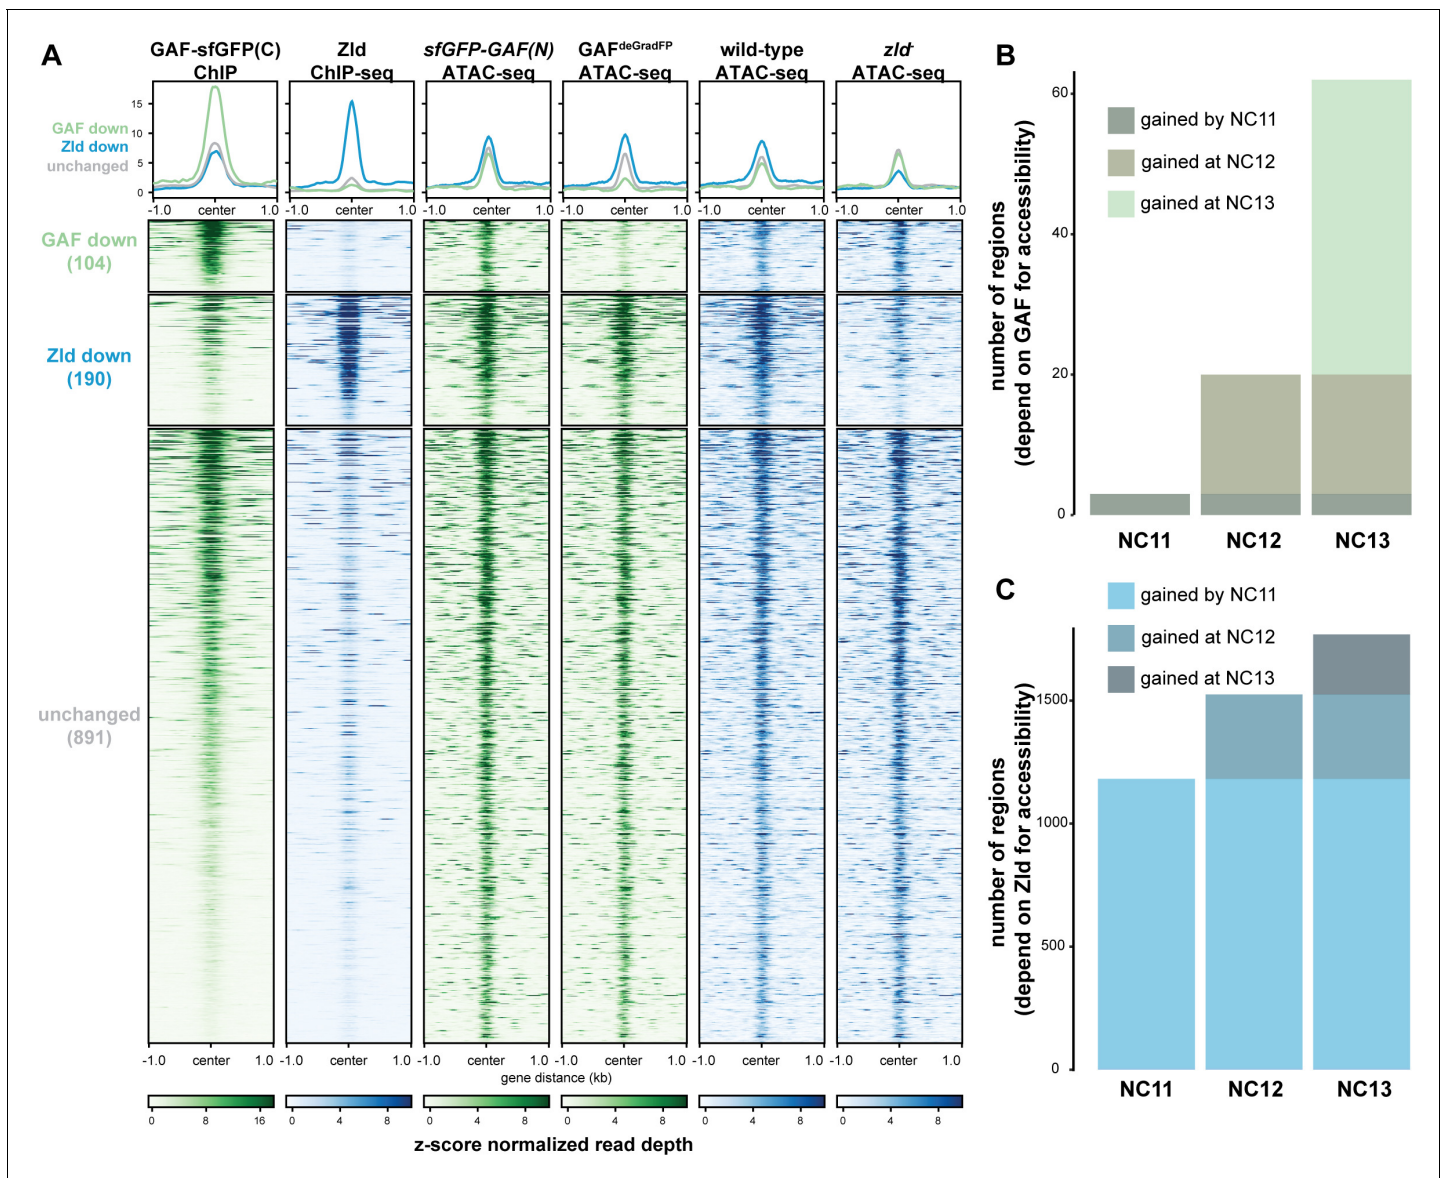 A
GAF-sfGFP(C)
ChIP
Zld
ChIP-seq
sfGFP-GAF(N)
ATAC-seq
GAFdeGradFP
ATAC-seq
wild-type
ATAC-seq
zld-
ATAC-seq
GAF down
Zld down
unchanged
15
10
5
0
-1.0 center 1.0
-1.0 center 1.0
-1.0 center 1.0
-1.0 center 1.0
-1.0 center 1.0
-1.0 center 1.0
GAF down
(104)
Zld down
(190)
unchanged
(891)
-1.0 center 1.0
-1.0 center 1.0
-1.0 center 1.0
-1.0 center 1.0
-1.0 center 1.0
-1.0 center 1.0
gene distance (kb)
0 8 16
0 4 8
0 4 8
0 4 8
0 4 8
0 4 8
z-score normalized read depth
B
number of regions
(depend on GAF for accessibility)
60
40
20
0
gained by NC11
gained at NC12
gained at NC13
NC11 NC12 NC13
C
number of regions
(depend on Zld for accessibility)
gained by NC11
gained at NC12
gained at NC13
1500
1000
500
0
NC11 NC12 NC13